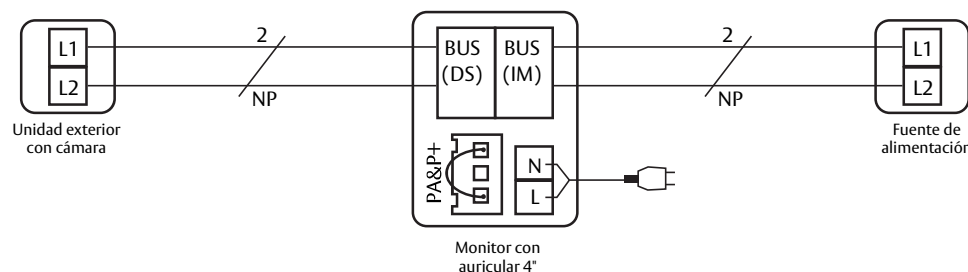 L1
L2
Unidad exterior
con cámara
2
NP
BUS
(DS)
BUS
(IM)
PA&P+
N
L
Monitor con
auricular 4"
2
NP
L1
L2
Fuente de
alimentación